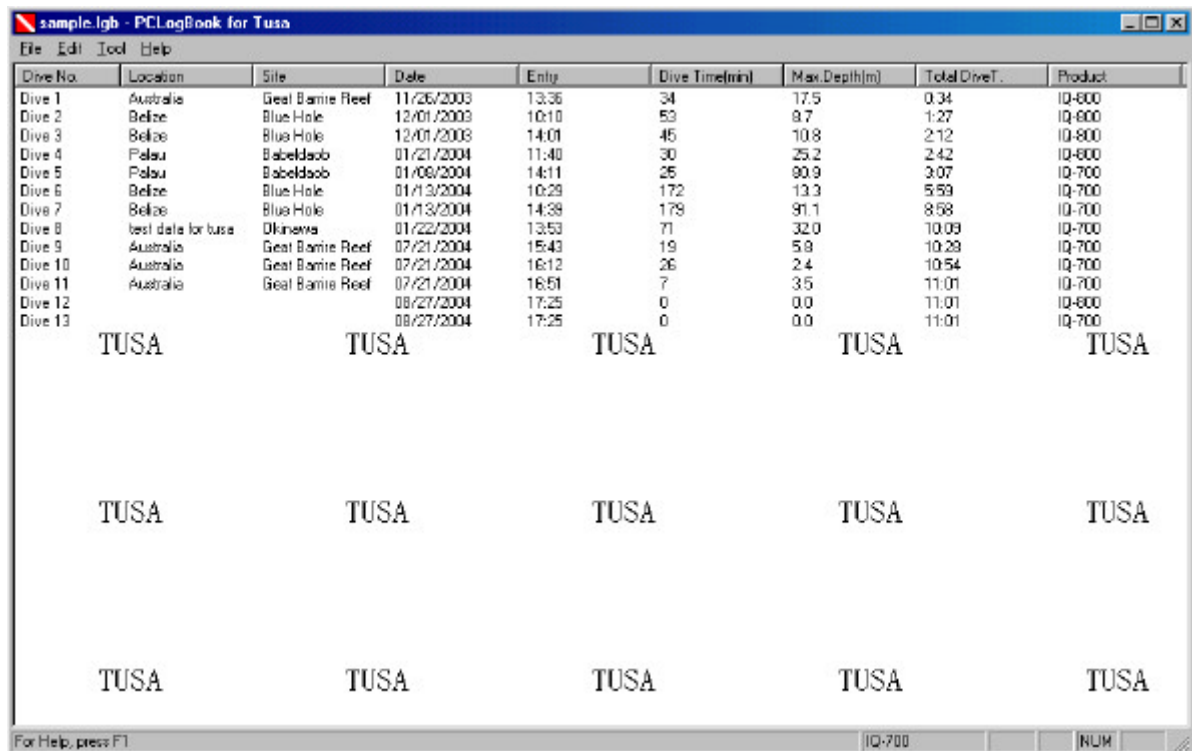 sample.lgb - PCLogBook for Tusa
File Edit Tool Help
Dive No. Location Site Date Entry Dive Time(min) Max.Depth(m) Total DiveT. Product
Dive 1 Australia Geat Barrire Reef 11/26/2003 13:36 34 17.5 0:34 IQ-800
Dive 2 Belize Blue Hole 12/01/2003 10:10 53 8.7 1:27 IQ-800
Dive 3 Belize Blue Hole 12/01/2003 14:01 45 10.8 2:12 IQ-800
Dive 4 Palau Babeldaob 01/21/2004 11:40 30 25.2 2:42 IQ-600
Dive 5 Palau Babeldaob 01/08/2004 14:11 25 80.9 3:07 IQ-700
Dive 6 Belize Blue Hole 01/13/2004 10:29 172 13.3 5:59 IQ-700
Dive 7 Belize Blue Hole 01/13/2004 14:39 179 91.1 8:58 IQ-700
Dive 8 test data for tusa Okinawa 01/22/2004 13:53 71 32.0 10:09 IQ-700
Dive 9 Australia Geat Barrire Reef 07/21/2004 15:43 19 5.8 10:28 IQ-700
Dive 10 Australia Geat Barrire Reef 07/21/2004 16:12 26 2.4 10:54 IQ-700
Dive 11 Australia Geat Barrire Reef 07/21/2004 16:51 7 3.5 11:01 IQ-700
Dive 12 08/27/2004 17:25 0 0.0 11:01 IQ-800
Dive 13 08/27/2004 17:25 0 0.0 11:01 IQ-700
TUSA TUSA TUSA TUSA TUSA
TUSA TUSA TUSA TUSA TUSA
TUSA TUSA TUSA TUSA TUSA
For Help, press F1 IQ-700 NUM